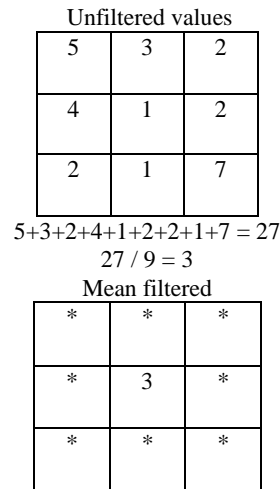 Unfiltered values
5 3 2
4 1 2
2 1 7
5+3+2+4+1+2+2+1+7 = 27
27 / 9 = 3
Mean filtered
* * *
* 3 *
* * *